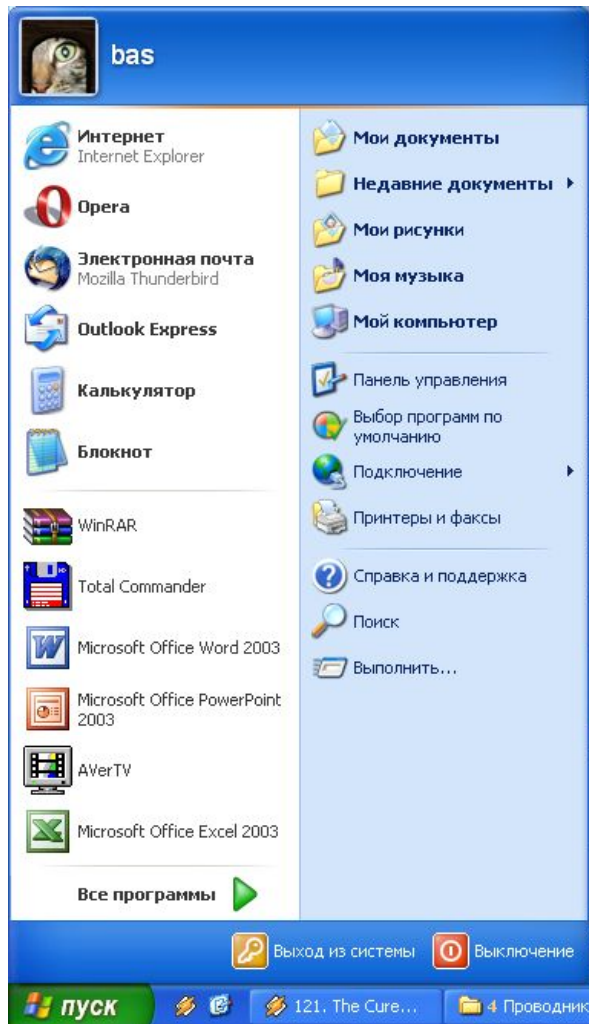 bas
Интернет
Internet Explorer
Opera
Электронная почта
Mozilla Thunderbird
Outlook Express
Калькулятор
Блокнот
WinRAR
Total Commander
Microsoft Office Word 2003
Microsoft Office PowerPoint
2003
AVerTV
Microsoft Office Excel 2003
Все программы
Мои документы
Недавние документы
Мои рисунки
Моя музыка
Мой компьютер
Панель управления
Выбор программ по
умолчанию
Подключение
Принтеры и факсы
Справка и поддержка
Поиск
Выполнить...
Выход из системы
Выключение
пуск
121. The Cure...
4 Проводник